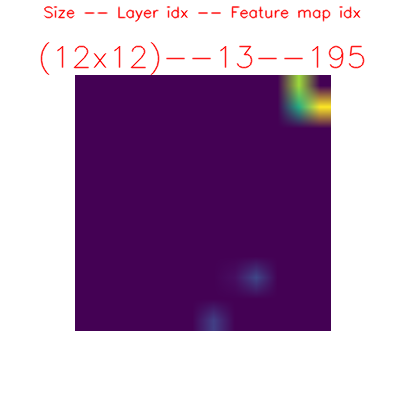 Size -- Layer idx -- Feature map idx
(12x12)--13--195